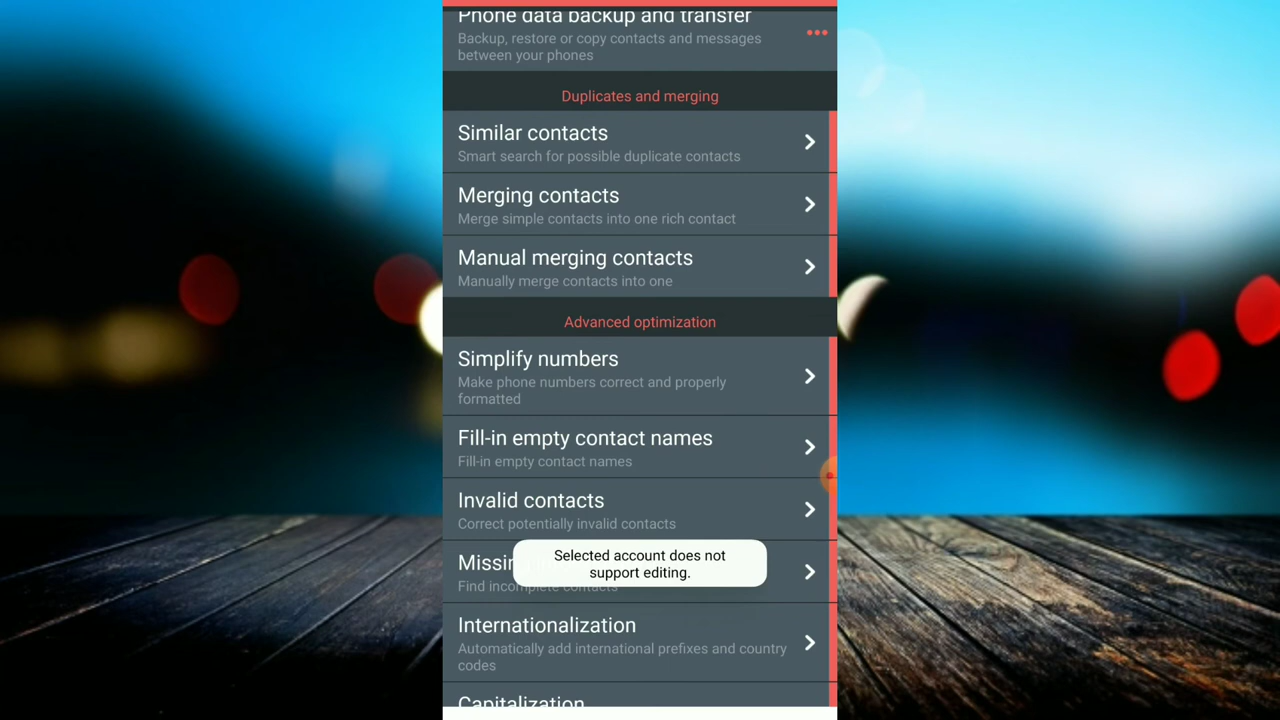 Phone data backup and transfer
Backup, restore or copy contacts and messages
between your phones
Duplicates and merging
Similar contacts
Smart search for possible duplicate contacts
Merging contacts
Merge simple contacts into one rich contact
Manual merging contacts
Manually merge contacts into one
Advanced optimization
Simplify numbers
Make phone numbers correct and properly
formatted
Fill-in empty contact names
Fill-in empty contact names
Invalid contacts
Correct potentially invalid contacts
Selected account does not
support editing.
Find incomplete contacts
Internationalization
Automatically add international prefixes and country
codes
Capitalization